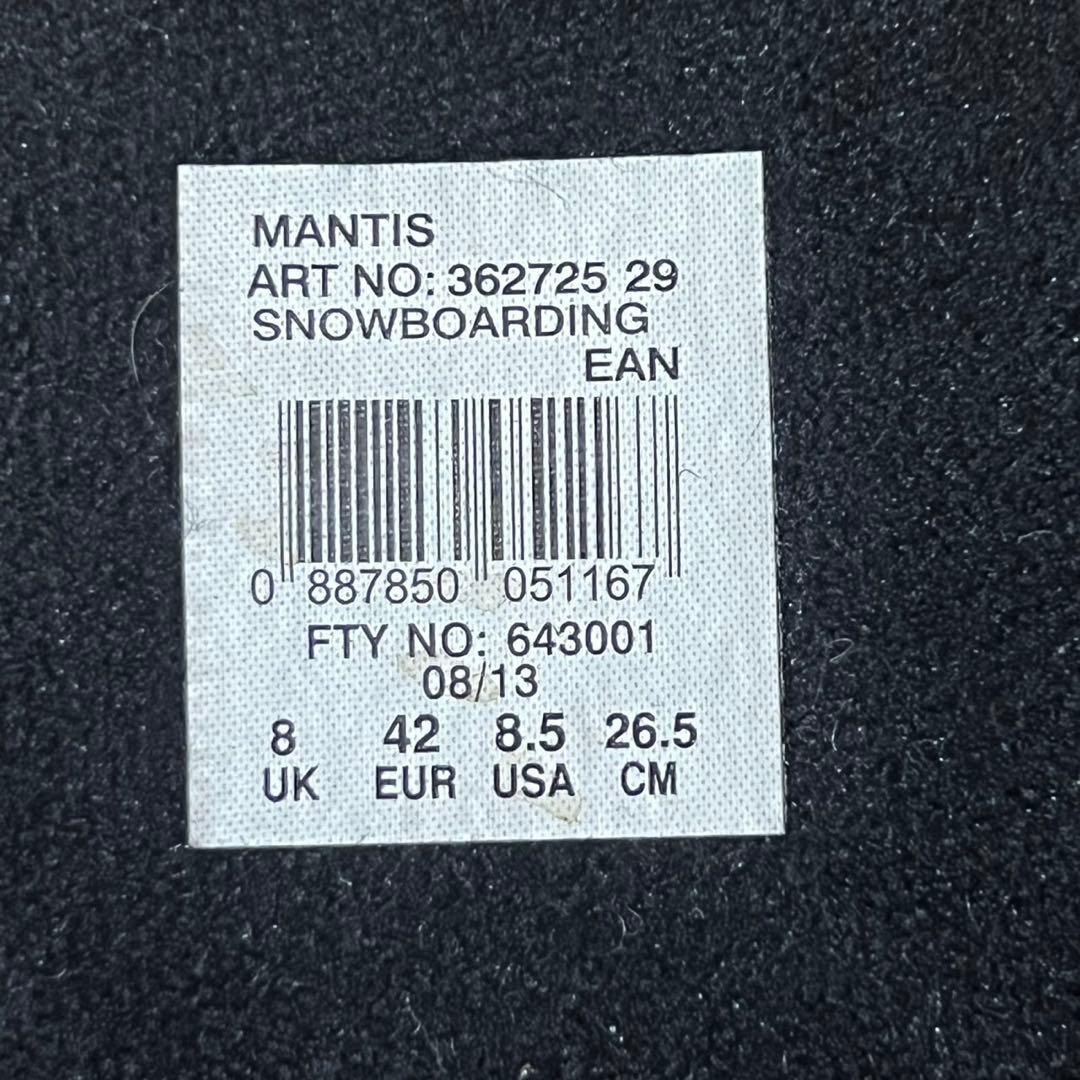 MANTIS
ART NO: 362725 29
SNOWBOARDING
EAN
0 887850 051167
FTY NO: 643001
08/13
8 42 8.5 26.5
UK EUR USA CM